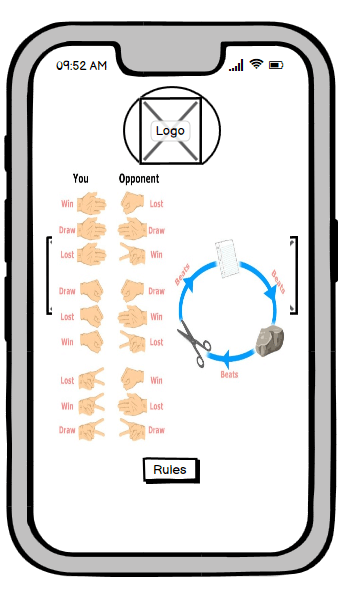 09:52 AM
Logo
You Opponent
Win Lost
Draw Draw
Lost Win
Draw Draw
Lost Win
Win Lost
Lost Win
Win Lost
Draw Draw
Beats
Beats
Beats
Rules